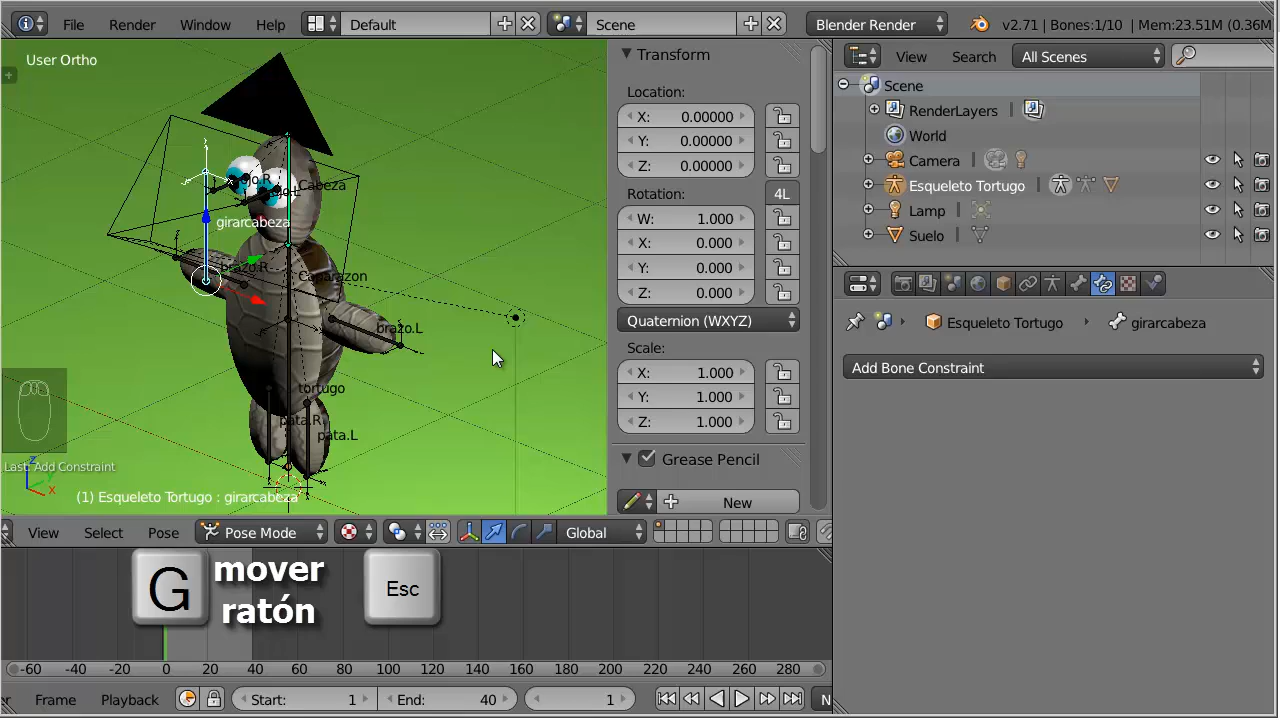 File Render Window Help Default Scene Blender Render v2.71 | Bones:1/10 | Mem:23.51M (0.36M
User Ortho
ojo.R
ojo.L
Cabeza
girarcabeza
brazo.R
Caparazon
brazo.L
tortugo
pata.R
pata.L
Last: Add Constraint
Z
X
(1) Esqueleto Tortugo : girarcabeza
Transform
Location:
X: 0.00000
Y: 0.00000
Z: 0.00000
Rotation: 4L
W: 1.000
X: 0.000
Y: 0.000
Z: 0.000
Quaternion (WXYZ)
Scale:
X: 1.000
Y: 1.000
Z: 1.000
Grease Pencil
New
View Select Pose Pose Mode Global
G mover ratón Esc
-60 -40 -20 0 20 40 60 80 100 120 140 160 180 200 220 240 260 280
Frame Playback Start: 1 End: 40 1 N
View Search All Scenes
Scene
RenderLayers
World
Camera
Esqueleto Tortugo
Lamp
Suelo
Esqueleto Tortugo girarcabeza
Add Bone Constraint